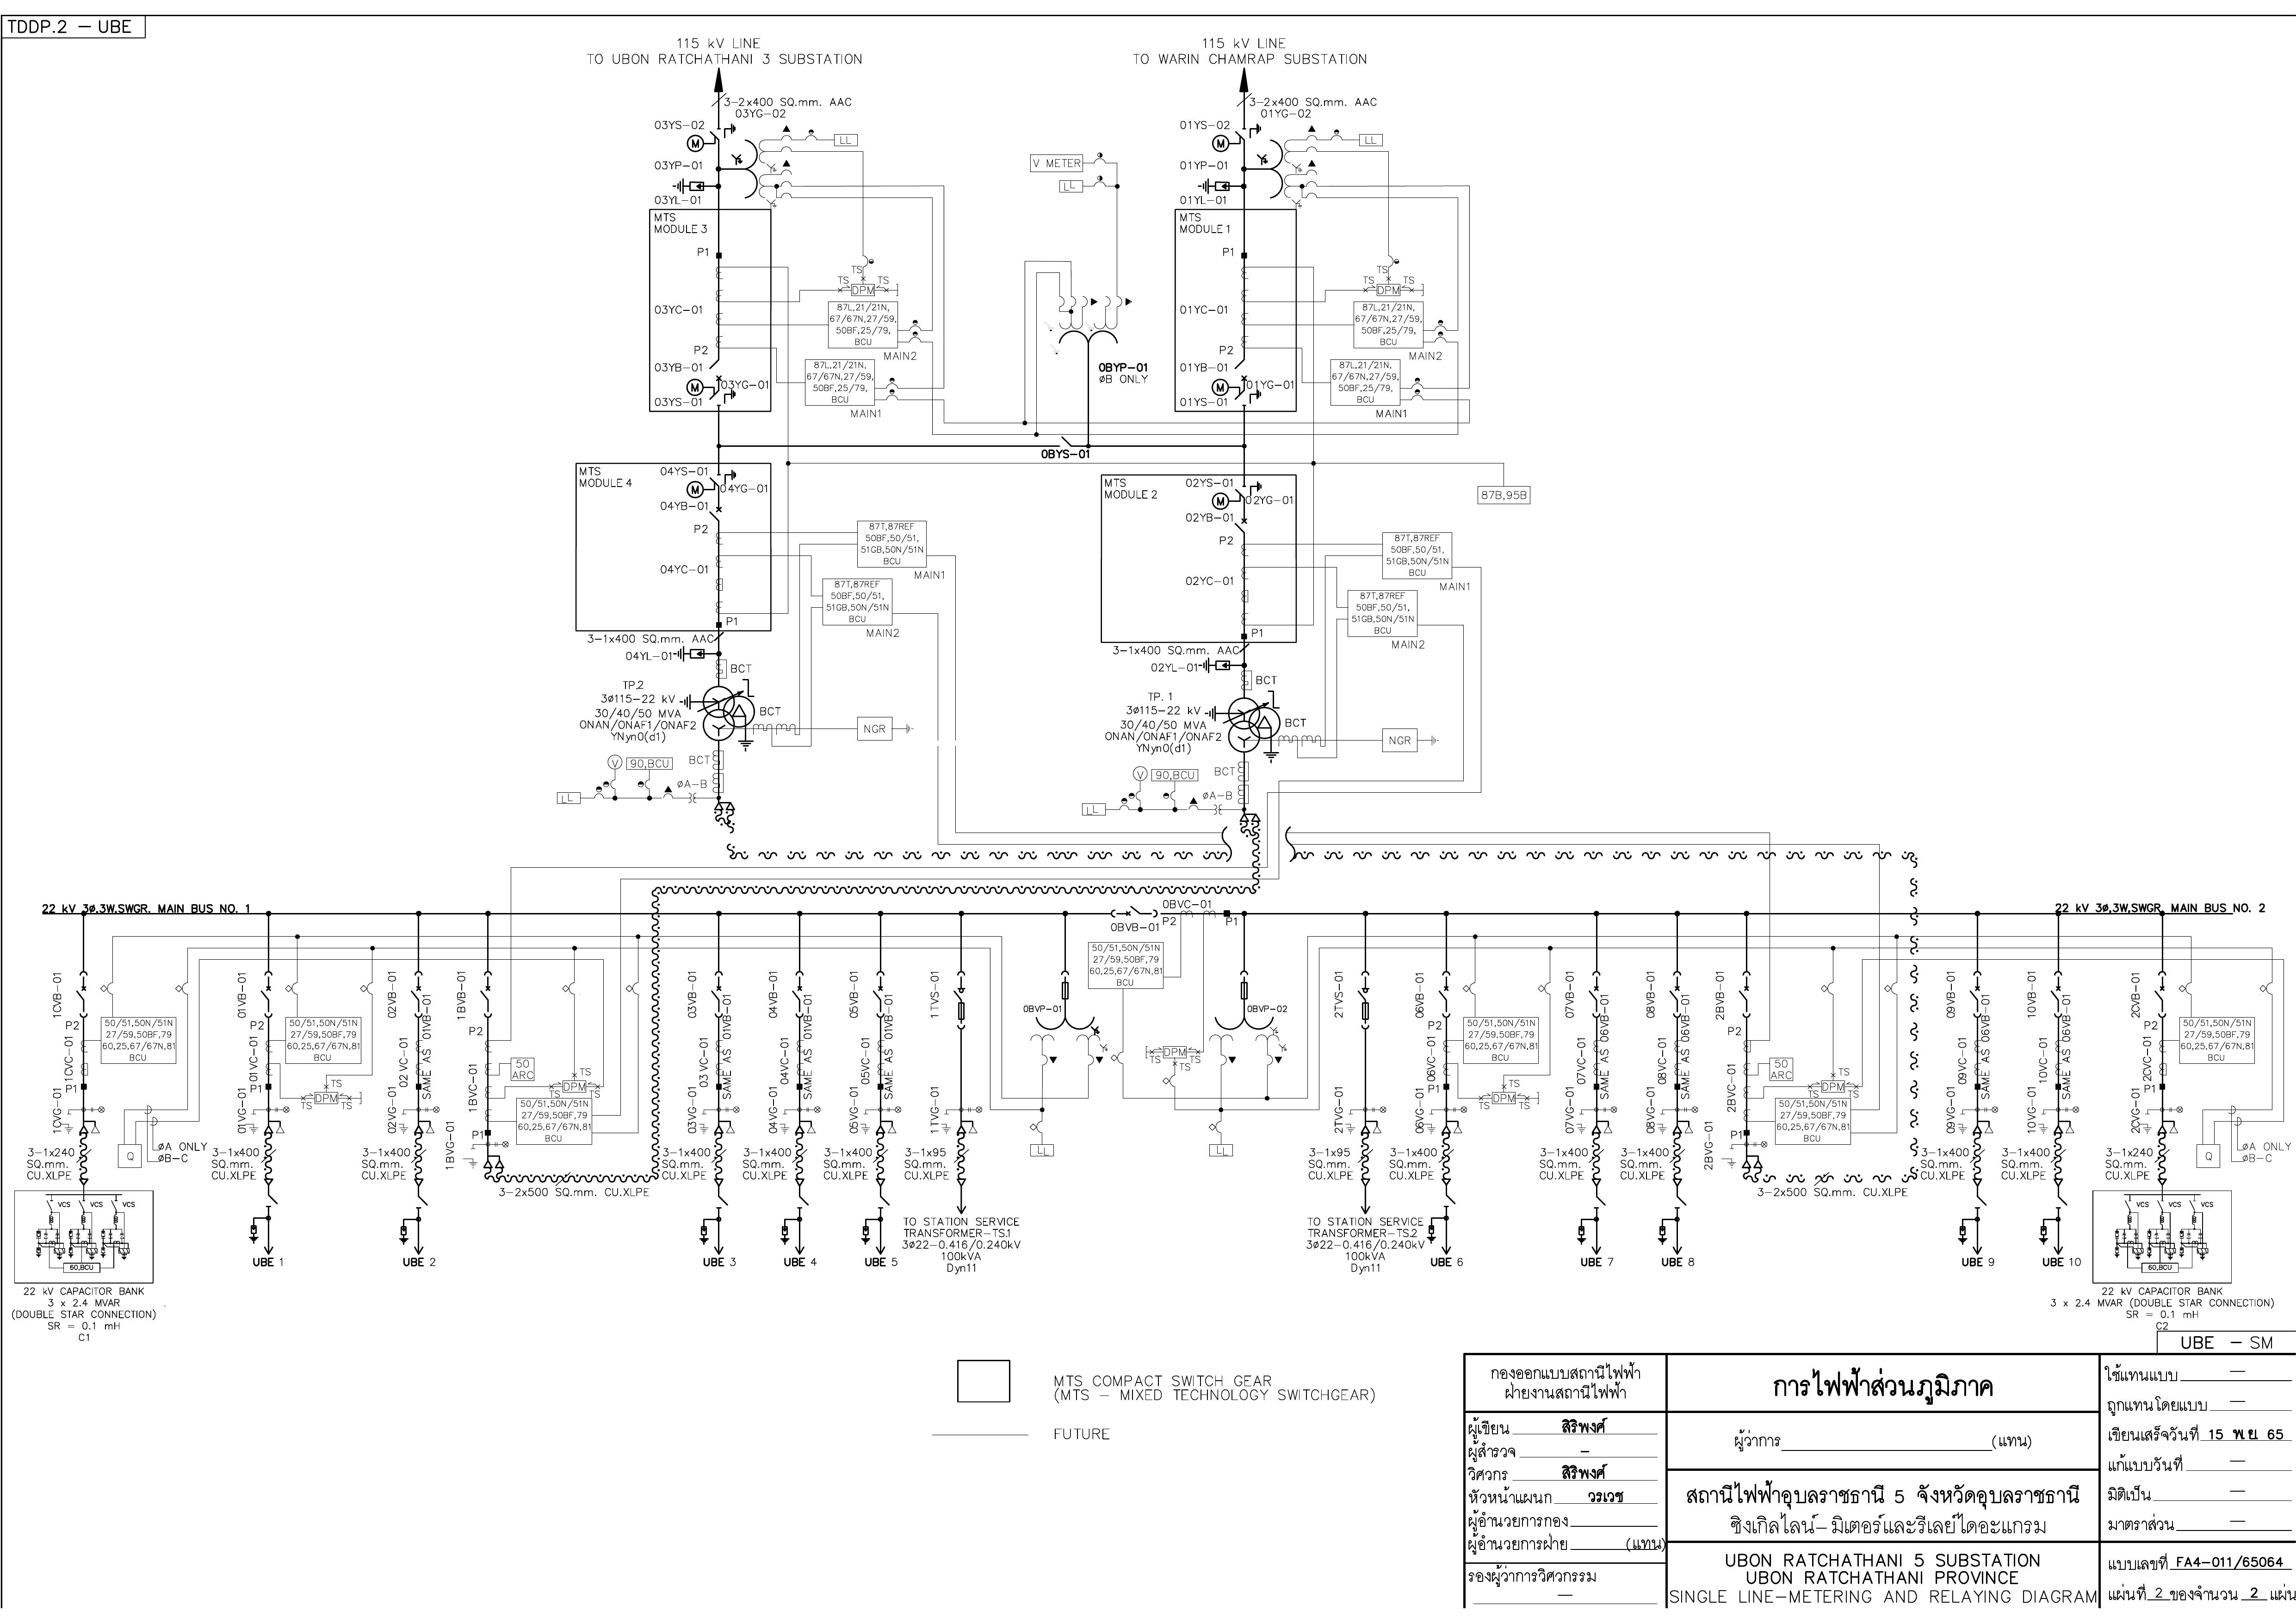 TDDP.2 – UBE
115 kV LINE
TO UBON RATCHATHANI 3 SUBSTATION
115 kV LINE
TO WARIN CHAMRAP SUBSTATION
3–2x400 SQ.mm. AAC
03YG–02
03YS–02
M
LL
03YP–01
03YL–01
MTS
MODULE 3
P1
TS
TS TS
DPM
03YC–01
87L,21/21N,
67/67N,27/59,
50BF,25/79,
BCU
MAIN2
P2
03YB–01
87L,21/21N,
67/67N,27/59,
50BF,25/79,
BCU
MAIN1
M
03YG–01
03YS–01
V METER
LL
0BYP–01
ØB ONLY
0BYS–01
3–2x400 SQ.mm. AAC
01YG–02
01YS–02
M
LL
01YP–01
01YL–01
MTS
MODULE 1
P1
TS
TS TS
DPM
01YC–01
87L,21/21N,
67/67N,27/59,
50BF,25/79,
BCU
MAIN2
P2
01YB–01
87L,21/21N,
67/67N,27/59,
50BF,25/79,
BCU
MAIN1
M
01YG–01
01YS–01
87B,95B
MTS
MODULE 4
04YS–01
M
04YG–01
04YB–01
P2
04YC–01
P1
87T,87REF
50BF,50/51,
51GB,50N/51N
BCU
MAIN1
87T,87REF
50BF,50/51,
51GB,50N/51N
BCU
MAIN2
3–1x400 SQ.mm. AAC
04YL–01
BCT
TP.2
3ø115–22 kV
30/40/50 MVA
ONAN/ONAF1/ONAF2
YNyn0(d1)
BCT
NGR
V
90,BCU
BCT
øA–B
LL
MTS
MODULE 2
02YS–01
M
02YG–01
02YB–01
P2
02YC–01
P1
87T,87REF
50BF,50/51,
51GB,50N/51N
BCU
MAIN1
87T,87REF
50BF,50/51,
51GB,50N/51N
BCU
MAIN2
3–1x400 SQ.mm. AAC
02YL–01
BCT
TP. 1
3ø115–22 kV
30/40/50 MVA
ONAN/ONAF1/ONAF2
YNyn0(d1)
BCT
NGR
V
90,BCU
BCT
øA–B
LL
22 kV 3ø,3W,SWGR. MAIN BUS NO. 1
22 kV 3ø,3W,SWGR. MAIN BUS NO. 2
0BVB–01
0BVC–01
P2
P1
50/51,50N/51N
27/59,50BF,79
60,25,67/67N,81
BCU
0BVP–01
0BVP–02
DPM
TS TS
TS
LL
LL
1CVB–01
P2
1CVC–01
P1
1CVG–01
50/51,50N/51N
27/59,50BF,79
60,25,67/67N,81
BCU
3–1x240
SQ.mm.
CU.XLPE
Q
øA ONLY
øB–C
VCS VCS VCS
60,BCU
22 kV CAPACITOR BANK
3 x 2.4 MVAR
(DOUBLE STAR CONNECTION)
SR = 0.1 mH
C1
01VB–01
P2
01VC–01
P1
01VG–01
50/51,50N/51N
27/59,50BF,79
60,25,67/67N,81
BCU
TS
DPM
TS TS
3–1x400
SQ.mm.
CU.XLPE
UBE 1
02VB–01
02VC–01
SAME AS 01VB–01
02VG–01
3–1x400
SQ.mm.
CU.XLPE
UBE 2
1BVB–01
P2
1BVC–01
50
ARC
TS
DPM
TS TS
50/51,50N/51N
27/59,50BF,79
60,25,67/67N,81
BCU
P1
1BVG–01
3–2x500 SQ.mm. CU.XLPE
03VB–01
03VC–01
SAME AS 01VB–01
03VG–01
3–1x400
SQ.mm.
CU.XLPE
UBE 3
04VB–01
04VC–01
SAME AS 01VB–01
04VG–01
3–1x400
SQ.mm.
CU.XLPE
UBE 4
05VB–01
05VC–01
SAME AS 01VB–01
05VG–01
3–1x400
SQ.mm.
CU.XLPE
UBE 5
1TVS–01
1TVG–01
3–1x95
SQ.mm.
CU.XLPE
TO STATION SERVICE
TRANSFORMER–TS.1
3ø22–0.416/0.240kV
100kVA
Dyn11
2TVS–01
2TVG–01
3–1x95
SQ.mm.
CU.XLPE
TO STATION SERVICE
TRANSFORMER–TS.2
3ø22–0.416/0.240kV
100kVA
Dyn11
06VB–01
P2
06VC–01
P1
06VG–01
50/51,50N/51N
27/59,50BF,79
60,25,67/67N,81
BCU
TS
DPM
TS TS
3–1x400
SQ.mm.
CU.XLPE
UBE 6
07VB–01
07VC–01
SAME AS 06VB–01
07VG–01
3–1x400
SQ.mm.
CU.XLPE
UBE 7
08VB–01
08VC–01
SAME AS 06VB–01
08VG–01
3–1x400
SQ.mm.
CU.XLPE
UBE 8
2BVB–01
P2
2BVC–01
50
ARC
TS
DPM
TS TS
50/51,50N/51N
27/59,50BF,79
60,25,67/67N,81
BCU
P1
2BVG–01
3–2x500 SQ.mm. CU.XLPE
09VB–01
09VC–01
SAME AS 06VB–01
09VG–01
3–1x400
SQ.mm.
CU.XLPE
UBE 9
10VB–01
10VC–01
SAME AS 06VB–01
10VG–01
3–1x400
SQ.mm.
CU.XLPE
UBE 10
2CVB–01
P2
2CVC–01
P1
2CVG–01
50/51,50N/51N
27/59,50BF,79
60,25,67/67N,81
BCU
3–1x240
SQ.mm.
CU.XLPE
Q
øA ONLY
øB–C
VCS VCS VCS
60,BCU
22 kV CAPACITOR BANK
3 x 2.4 MVAR (DOUBLE STAR CONNECTION)
SR = 0.1 mH
C2
MTS COMPACT SWITCH GEAR
(MTS – MIXED TECHNOLOGY SWITCHGEAR)
FUTURE
UBE – SM
กองออกแบบสถานีไฟฟ้า
ฝ่ายงานสถานีไฟฟ้า
ผู้เขียน สิริพงศ์
ผู้สำรวจ –
วิศวกร สิริพงศ์
หัวหน้าแผนก วรเวช
ผู้อำนวยการกอง
ผู้อำนวยการฝ่าย (แทน)
รองผู้ว่าการวิศวกรรม
—
การไฟฟ้าส่วนภูมิภาค
ผู้ว่าการ (แทน)
สถานีไฟฟ้าอุบลราชธานี 5 จังหวัดอุบลราชธานี
ซิงเกิลไลน์–มิเตอร์และรีเลย์ไดอะแกรม
UBON RATCHATHANI 5 SUBSTATION
UBON RATCHATHANI PROVINCE
SINGLE LINE–METERING AND RELAYING DIAGRAM
ใช้แทนแบบ —
ถูกแทนโดยแบบ —
เขียนเสร็จวันที่ 15 พ.ย. 65
แก้แบบวันที่ —
มิติเป็น —
มาตราส่วน —
แบบเลขที่ FA4–011/65064
แผ่นที่ 2 ของจำนวน 2 แผ่น